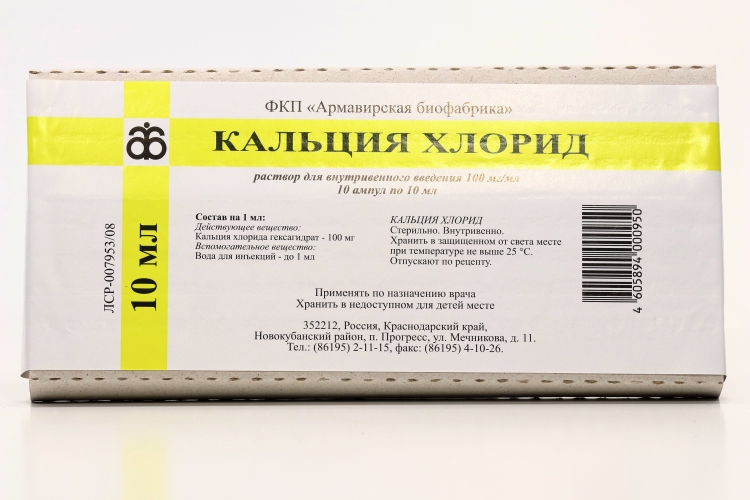 ФКП «Армавирская биофабрика»
КАЛЬЦИЯ ХЛОРИД
раствор для внутривенного введения 100 мг/мл
10 ампул по 10 мл
ЛСР-007953/08
10 мл
Состав на 1 мл:
Действующее вещество:
Кальция хлорида гексагидрат - 100 мг
Вспомогательное вещество:
Вода для инъекций - до 1 мл
КАЛЬЦИЯ ХЛОРИД
Стерильно. Внутривенно.
Хранить в защищенном от света месте
при температуре не выше 25 °С.
Отпускают по рецепту.
4 605894 000950
Применять по назначению врача
Хранить в недоступном для детей месте
352212, Россия, Краснодарский край,
Новокубанский район, п. Прогресс, ул. Мечникова, д. 11.
Тел.: (86195) 2-11-15, факс: (86195) 4-10-26.